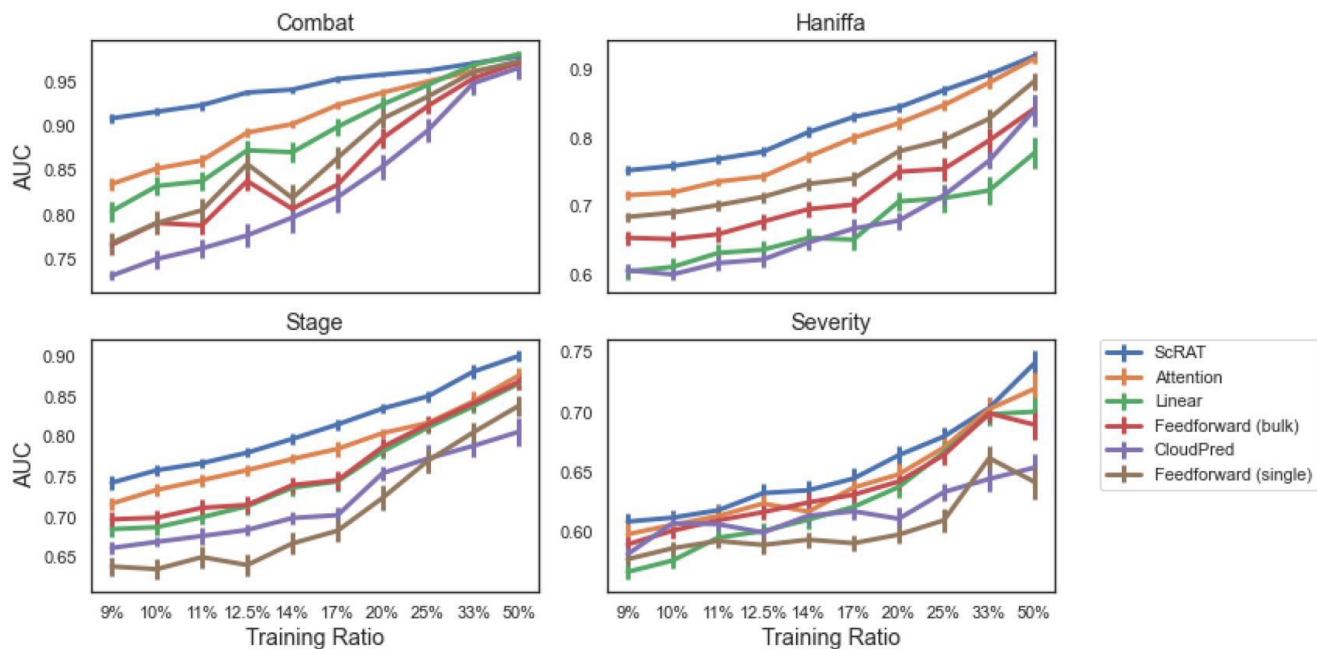 Combat
Haniffa
AUC
0.95
0.90
0.85
0.80
0.75
0.9
0.8
0.7
0.6
Stage
Severity
AUC
0.90
0.85
0.80
0.75
0.70
0.65
0.75
0.70
0.65
0.60
9% 10% 11% 12.5% 14% 17% 20% 25% 33% 50%
Training Ratio
9% 10% 11% 12.5% 14% 17% 20% 25% 33% 50%
Training Ratio
ScRAT
Attention
Linear
Feedforward (bulk)
CloudPred
Feedforward (single)